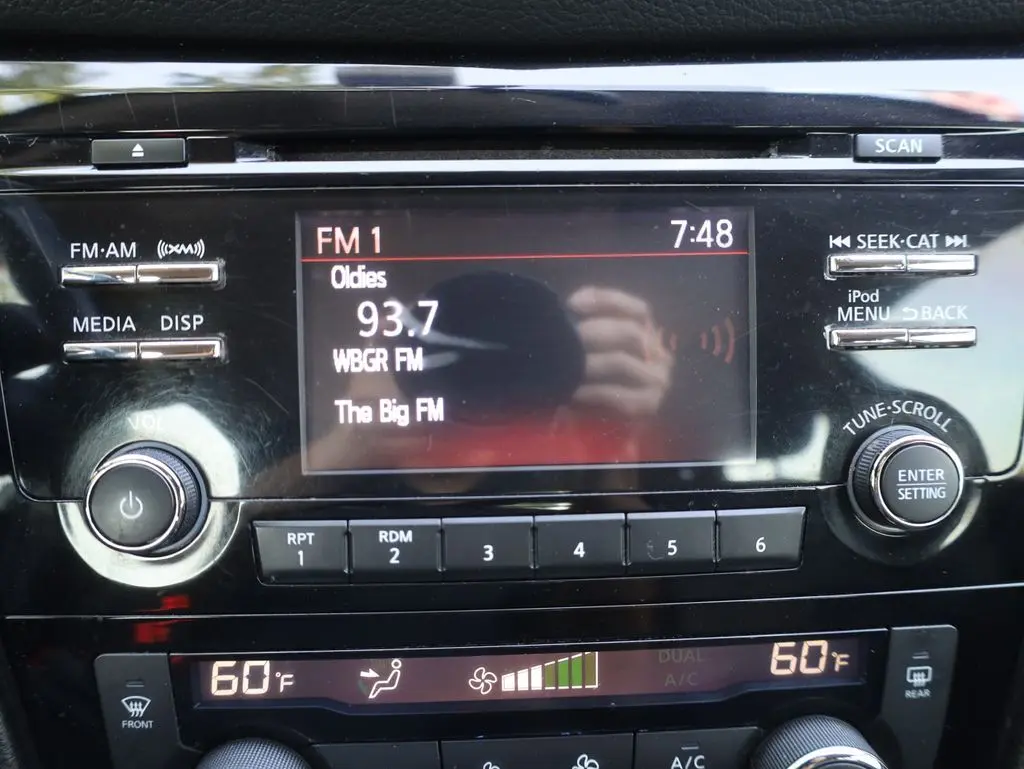 SCAN
FM·AM XM
SEEK·CAT
FM 1 7:48
Oldies
93.7
WBGR FM
The Big FM
MEDIA DISP
iPod
MENU BACK
VOL
TUNE·SCROLL
ENTER
SETTING
RPT RDM
1 2 3 4 5 6
60°F DUAL 60°F
A/C
FRONT REAR
A/C